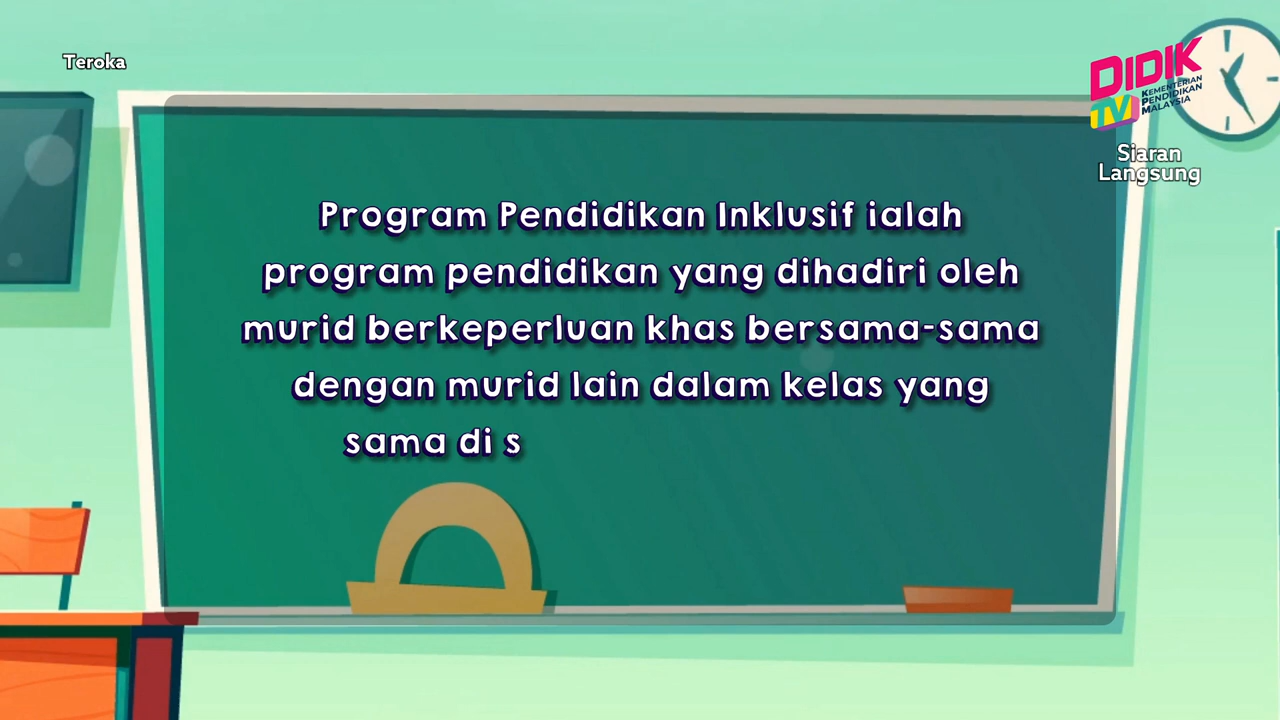 Teroka
DIDIK
TV
KEMENTERIAN
PENDIDIKAN
MALAYSIA
Siaran
Langsung
Program Pendidikan Inklusif ialah
program pendidikan yang dihadiri oleh
murid berkeperluan khas bersama-sama
dengan murid lain dalam kelas yang
sama di s